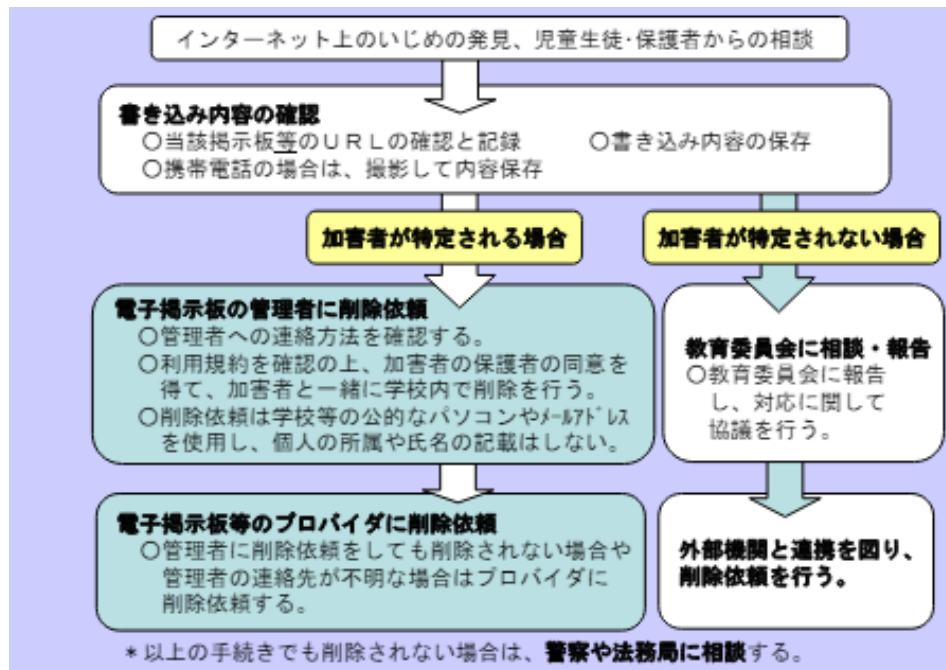 インターネット上のいじめの発見、児童生徒・保護者からの相談
書き込み内容の確認
○当該掲示板等のURLの確認と記録　　○書き込み内容の保存
○携帯電話の場合は、撮影して内容保存
加害者が特定される場合
加害者が特定されない場合
電子掲示板の管理者に削除依頼
○管理者への連絡方法を確認する。
○利用規約を確認の上、加害者の保護者の同意を
得て、加害者と一緒に学校内で削除を行う。
○削除依頼は学校等の公的なパソコンやﾒｰﾙｱﾄﾞﾚｽ
を使用し、個人の所属や氏名の記載はしない。
教育委員会に相談・報告
○教育委員会に報告
し、対応に関して
協議を行う。
電子掲示板等のプロバイダに削除依頼
○管理者に削除依頼をしても削除されない場合や
管理者の連絡先が不明な場合はプロバイダに
削除依頼する。
外部機関と連携を図り、
削除依頼を行う。
＊以上の手続きでも削除されない場合は、警察や法務局に相談する。